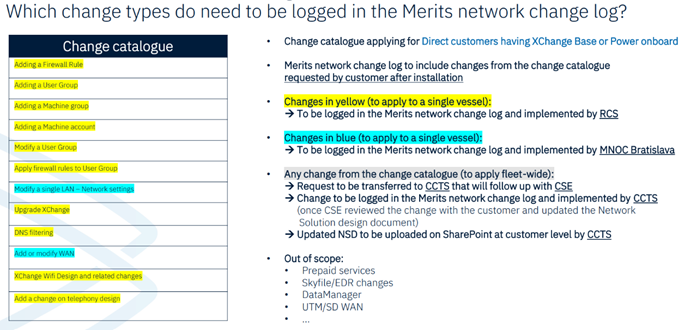 Which change types do need to be logged in the Merits network change log?
Change catalogue
Adding a Firewall Rule
Adding a User Group
Adding a Machine group
Adding a Machine account
Modify a User Group
Apply firewall rules to User Group
Modify a single LAN – Network settings
Upgrade XChange
DNS filtering
Add or modify WAN
XChange Wifi Design and related changes
Add a change on telephony design
• Change catalogue applying for Direct customers having XChange Base or Power onboard
• Merits network change log to include changes from the change catalogue
requested by customer after installation
• Changes in yellow (to apply to a single vessel):
→ To be logged in the Merits network change log and implemented by RCS
• Changes in blue (to apply to a single vessel):
→ To be logged in the Merits network change log and implemented by MNOC Bratislava
• Any change from the change catalogue (to apply fleet-wide):
→ Request to be transferred to CCTS that will follow up with CSE
→ Change to be logged in the Merits network change log and implemented by CCTS
(once CSE reviewed the change with the customer and updated the Network
Solution design document)
→ Updated NSD to be uploaded on SharePoint at customer level by CCTS
• Out of scope:
• Prepaid services
• Skyfile/EDR changes
• DataManager
• UTM/SD WAN
• ...